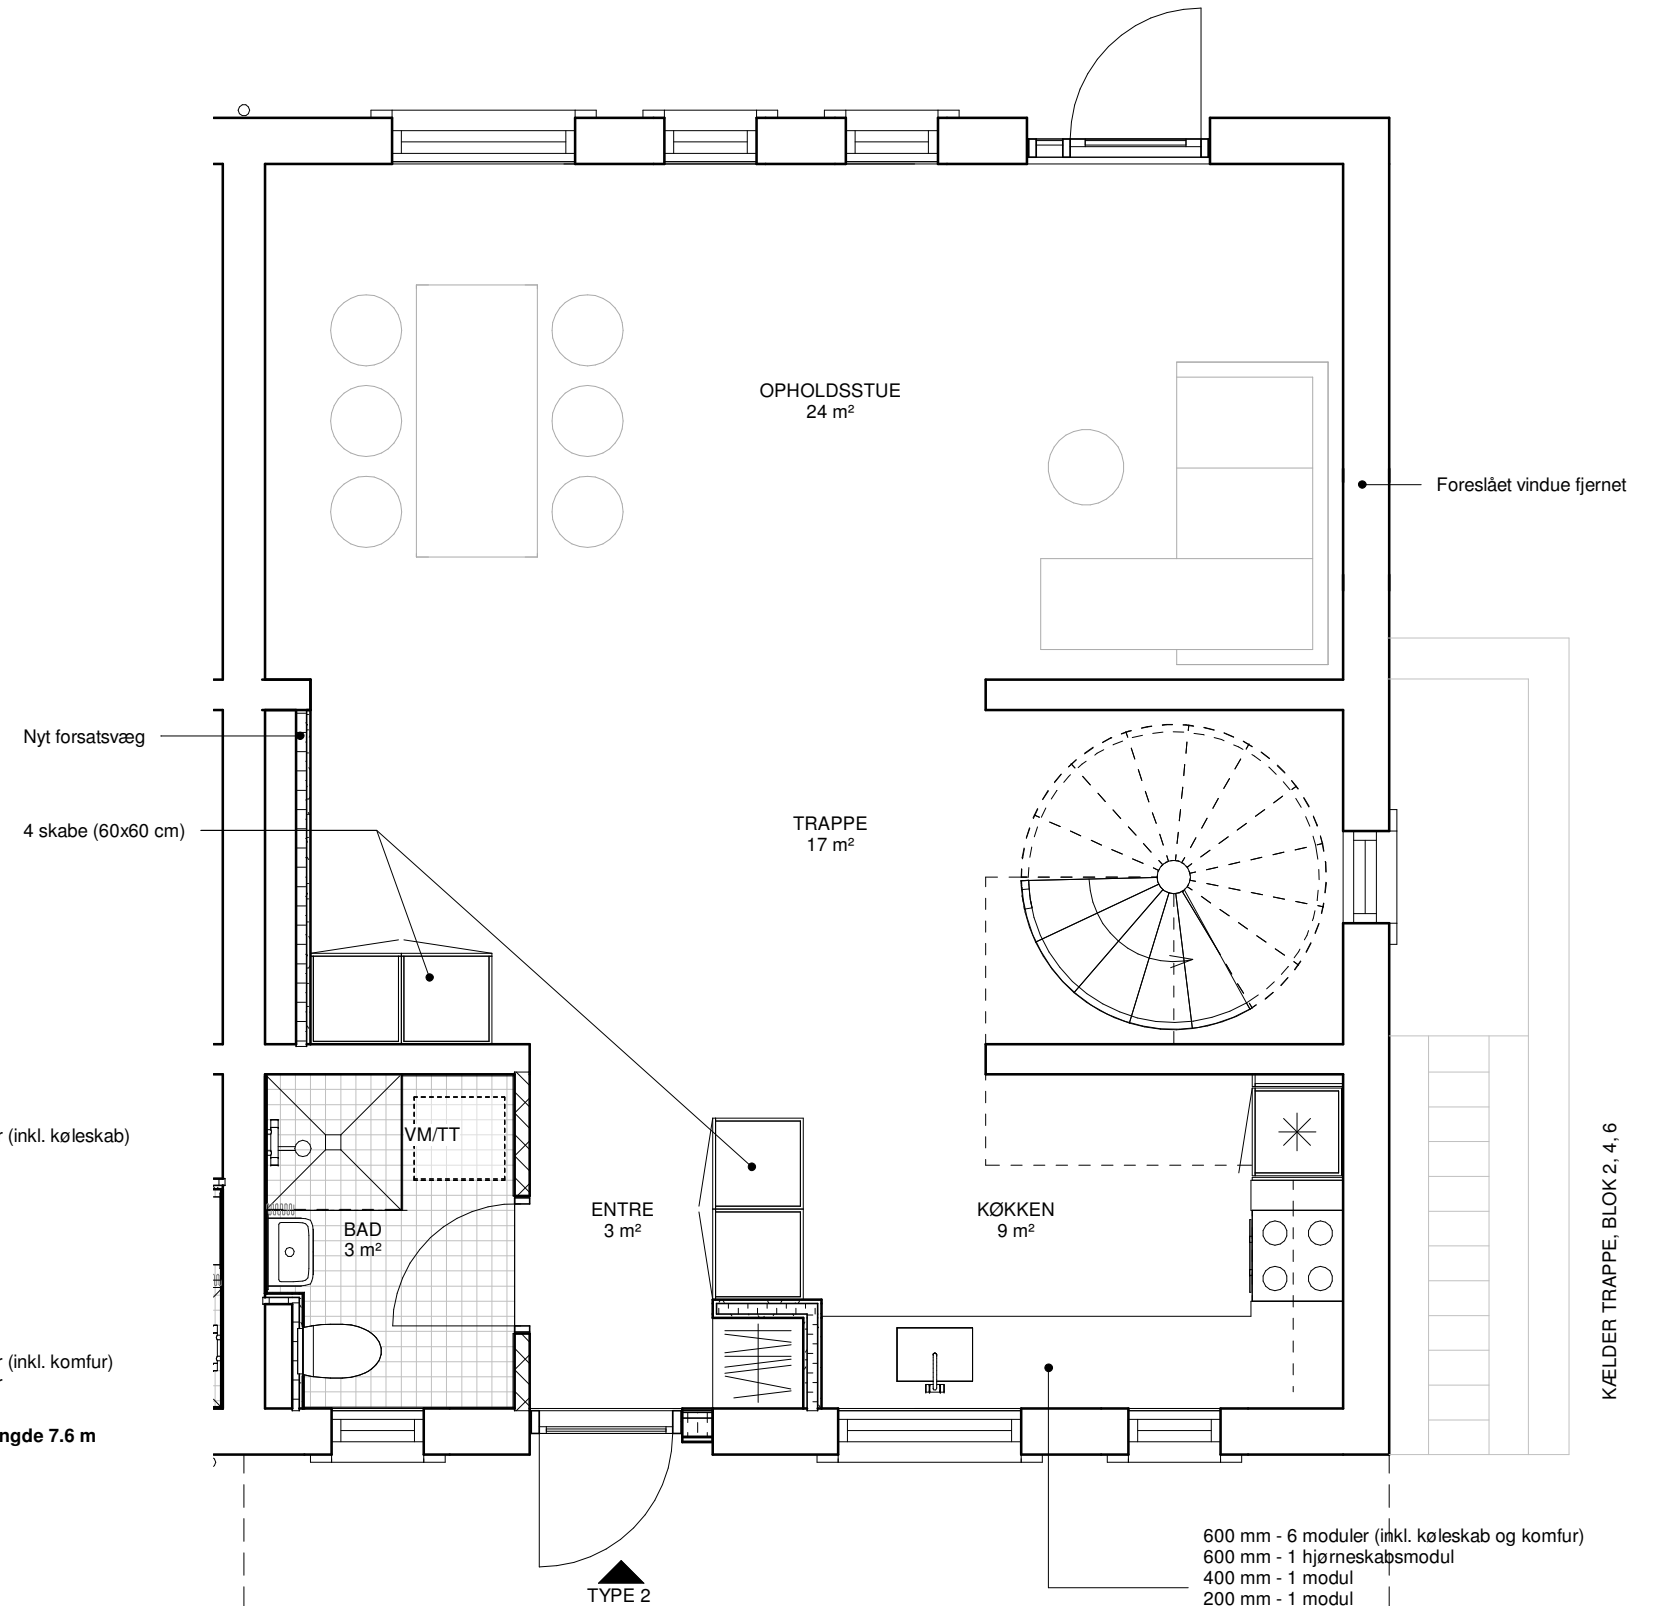 OPHOLDSSTUE
24 m²
Foreslået vindue fjernet
Nyt forsatsvæg
4 skabe (60x60 cm)
TRAPPE
17 m²
(inkl. køleskab)
VM/TT
BAD
3 m²
ENTRE
3 m²
KØKKEN
9 m²
KÆLDER TRAPPE, BLOK 2, 4, 6
(inkl. komfur)
ngde 7.6 m
600 mm - 6 moduler (inkl. køleskab og komfur)
600 mm - 1 hjørneskabsmodul
400 mm - 1 modul
200 mm - 1 modul
TYPE 2